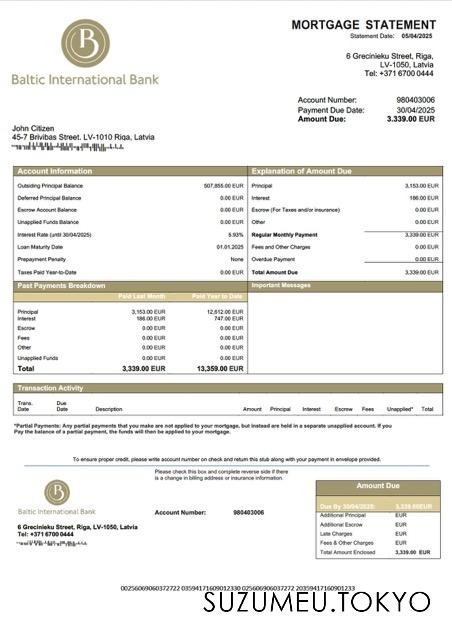 MORTGAGE STATEMENT
Statement Date: 05/04/2025
B
Baltic International Bank
6 Grecinieku Street, Riga,
LV-1050, Latvia
Tel: +371 6700 0444
Account Number: 980403006
Payment Due Date: 30/04/2025
Amount Due: 3.339.00 EUR
John Citizen
45-7 Brivibas Street, LV-1010 Riga, Latvia
Account Information
Outsiding Principal Balance 507,855.00 EUR
Deferred Principal Balance 0.00 EUR
Escrow Account Balance 0.00 EUR
Unapplied Funds Balance 0.00 EUR
Interest Rate (until 30/04/2025) 5.93%
Loan Maturity Date 01.01.2025
Prepayment Penalty None
Taxes Paid Year-to-Date 0.00 EUR
Explanation of Amount Due
Principal 3,153.00 EUR
Interest 186.00 EUR
Escrow (For Taxes and/or insurance) 0.00 EUR
Other 0.00 EUR
Regular Monthly Payment 3,339.00 EUR
Fees and Other Charges 0.00 EUR
Overdue Payment 0.00 EUR
Total Amount Due 3,339.00 EUR
Past Payments Breakdown
Paid Last Month Paid Year to Date
Principal 3,153.00 EUR 12,612.00 EUR
Interest 186.00 EUR 747.00 EUR
Escrow 0.00 EUR 0.00 EUR
Fees 0.00 EUR 0.00 EUR
Other 0.00 EUR 0.00 EUR
Unapplied Funds 0.00 EUR 0.00 EUR
Total 3,339.00 EUR 13,359.00 EUR
Important Messages
Transaction Activity
Trans. Date Due Date Description Amount Principal Interest Escrow Fees Unapplied* Total
*Partial Payments: Any partial payments that you make are not applied to your mortgage, but instead are held in a separate unapplied account. If you
Pay the balance of a partial payment, the funds will then be applied to your mortgage.
To ensure proper credit, please write account number on check and return this stub along with your payment in envelope provided.
Please check this box and complete reverse side if there
is a change in billing address or insurance information.
B
Baltic International Bank
6 Grecinieku Street, Riga, LV-1050, Latvia
Tel: +371 6700 0444
Account Number: 980403006
Amount Due
Due By 30/04/2025: 3,339.00EUR
Additional Principal EUR
Additional Escrow EUR
Late Charges EUR
Fees & Other Charges EUR
Total Amount Enclosed 3,339.00 EUR
SUZUMEU.TOKYO